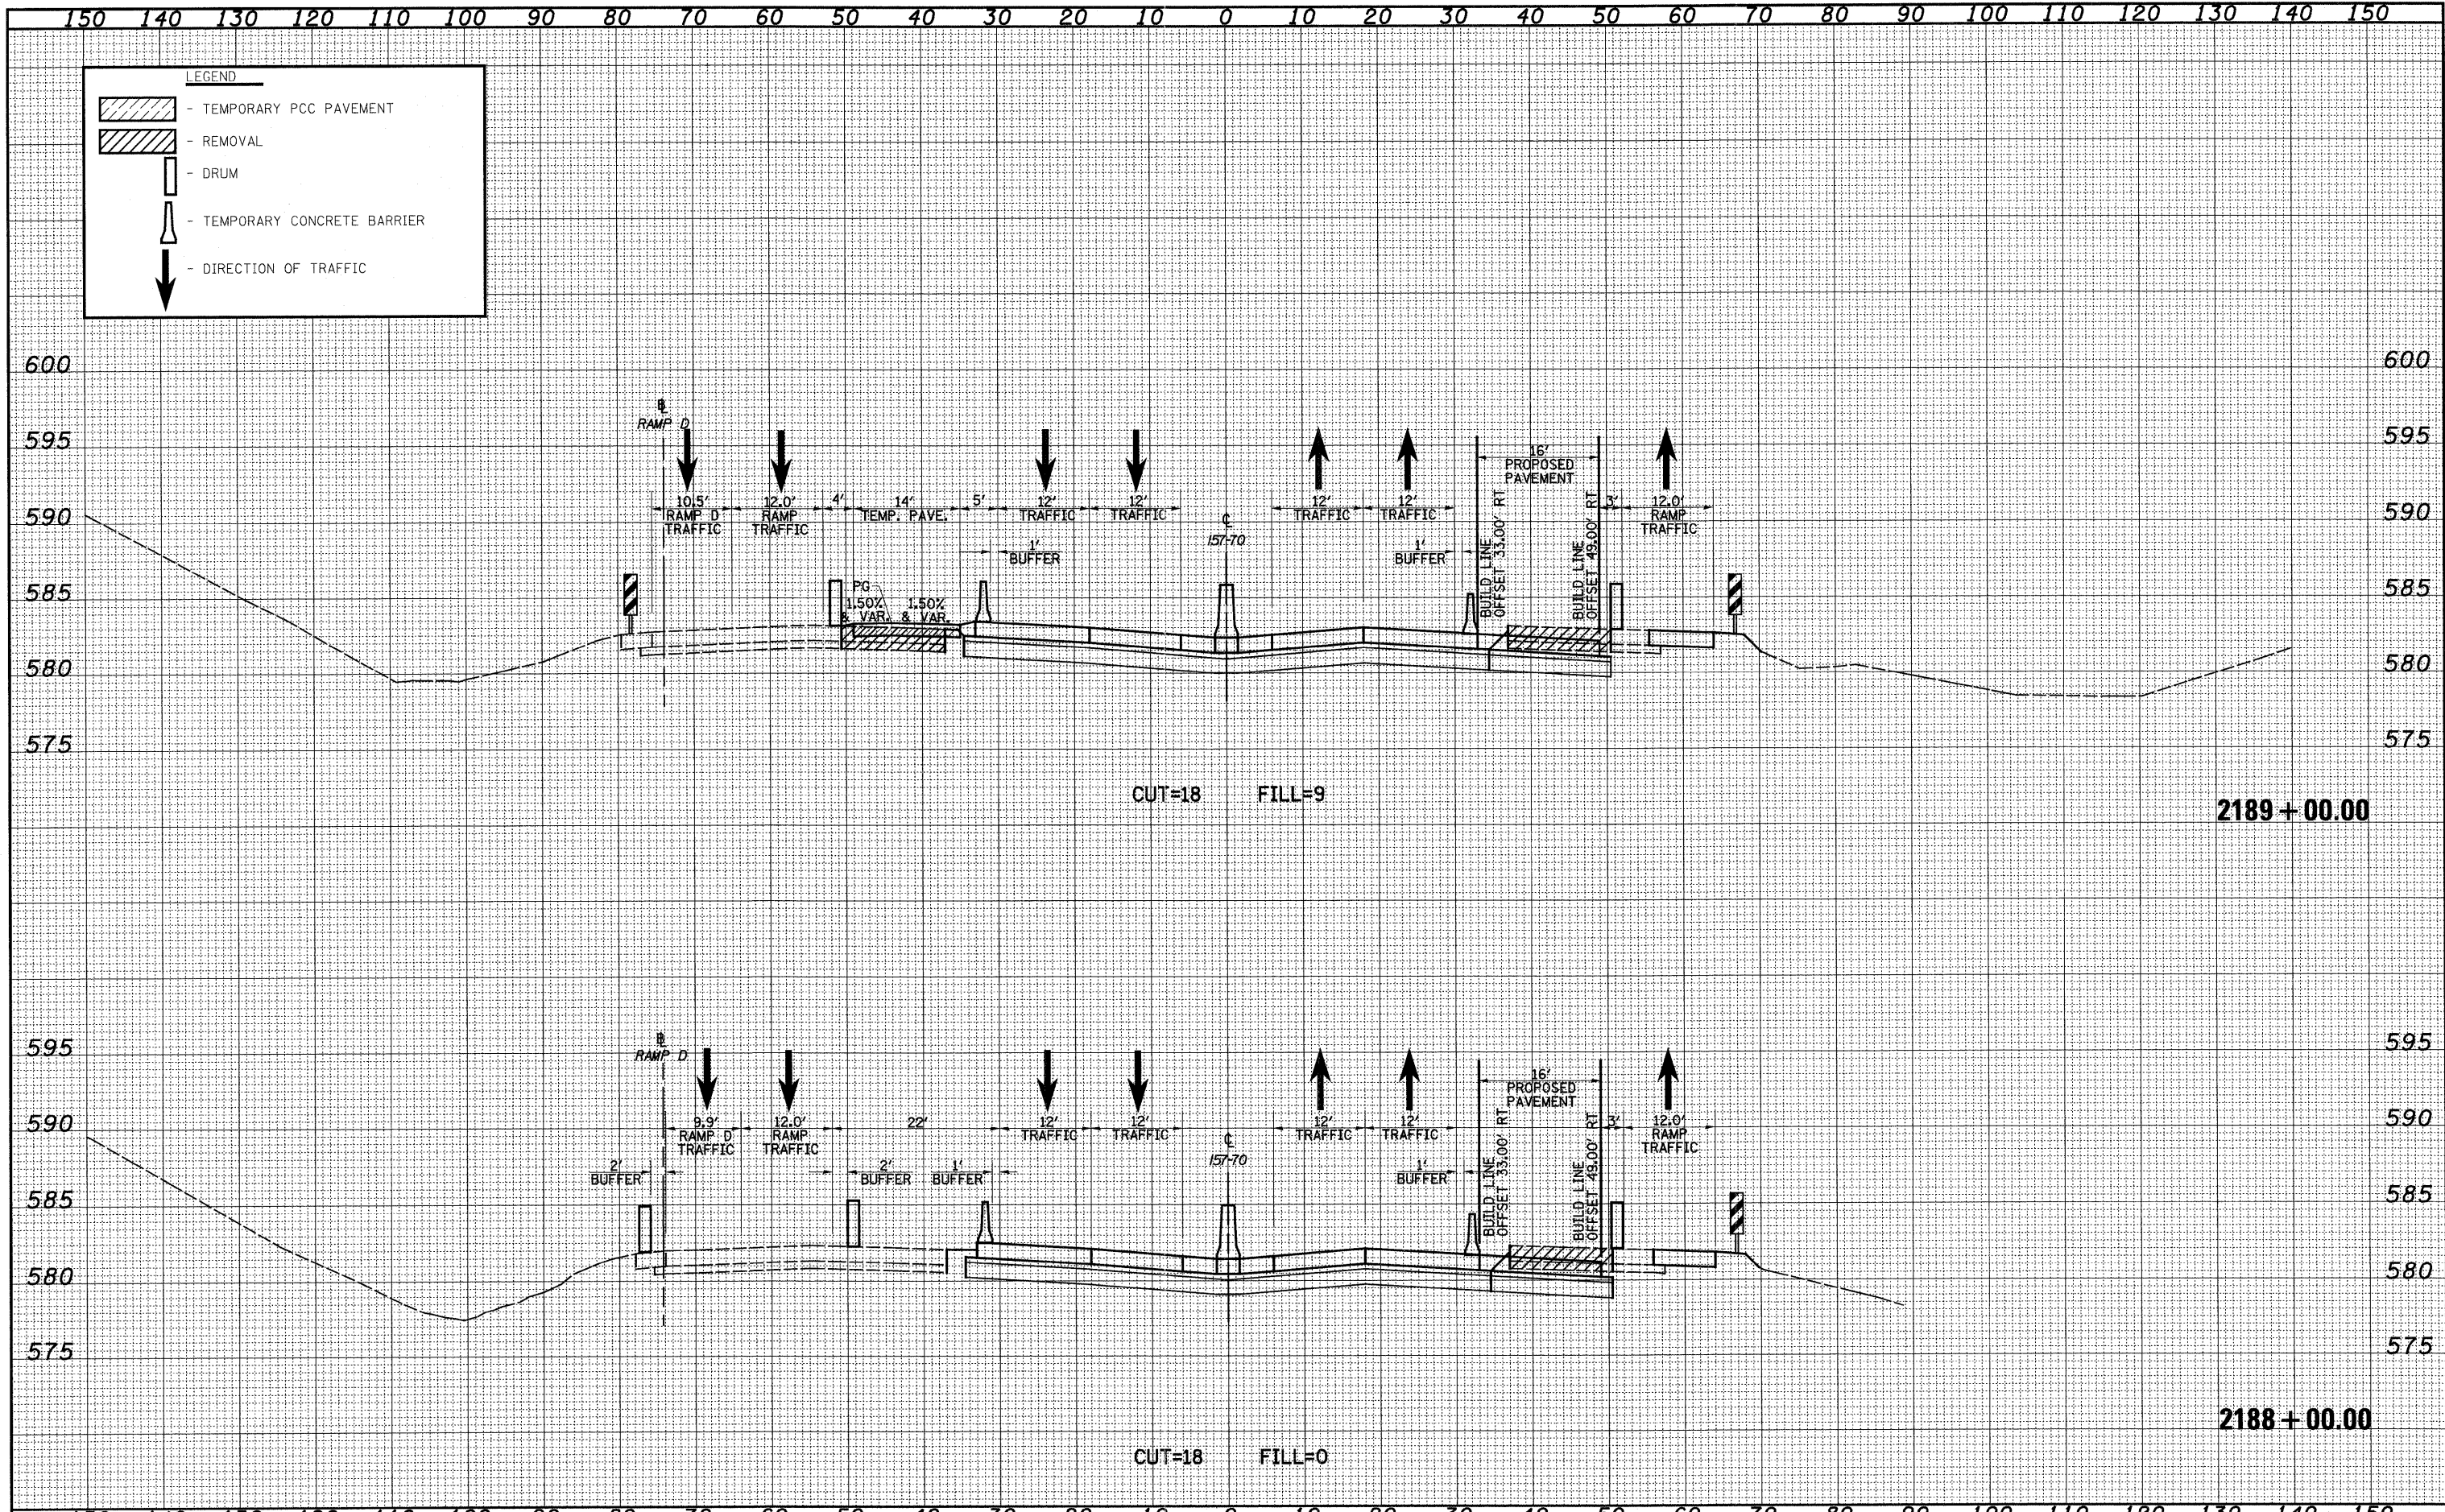 150 140 130 120 110 100 90 80 70 60 50 40 30 20 10 0 10 20 30 40 50 60 70 80 90 100 110 120 130 140 150
LEGEND
- TEMPORARY PCC PAVEMENT
- REMOVAL
- DRUM
- TEMPORARY CONCRETE BARRIER
- DIRECTION OF TRAFFIC
600 600
595 595
590 590
585 585
580 580
575 575
RAMP D
10.5'
RAMP D
TRAFFIC
12.0'
RAMP
TRAFFIC
4'
14'
TEMP. PAVE.
5'
12'
TRAFFIC
12'
TRAFFIC
1'
BUFFER
PG
1.50%
& VAR.
1.50%
& VAR.
℄
I57-70
12'
TRAFFIC
12'
TRAFFIC
1'
BUFFER
16'
PROPOSED
PAVEMENT
BUILD LINE
OFFSET 33.00' RT
BUILD LINE
OFFSET 49.00' RT
3'
12.0'
RAMP
TRAFFIC
CUT=18 FILL=9
2189+00.00
595 595
590 590
585 585
580 580
575 575
RAMP D
9.9'
RAMP D
TRAFFIC
12.0'
RAMP
TRAFFIC
22'
12'
TRAFFIC
12'
TRAFFIC
2'
BUFFER
2'
BUFFER
1'
BUFFER
℄
I57-70
12'
TRAFFIC
12'
TRAFFIC
1'
BUFFER
16'
PROPOSED
PAVEMENT
BUILD LINE
OFFSET 33.00' RT
BUILD LINE
OFFSET 49.00' RT
3'
12.0'
RAMP
TRAFFIC
2188+00.00
CUT=18 FILL=0